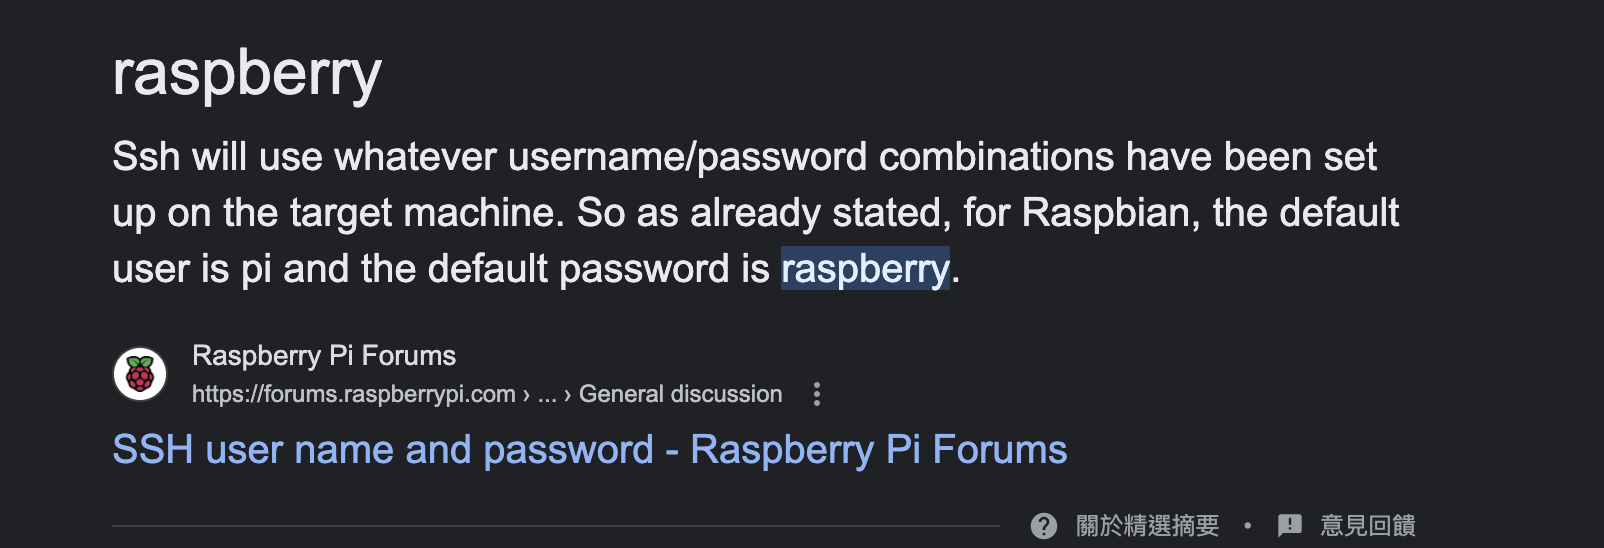 raspberry
Ssh will use whatever username/password combinations have been set
up on the target machine. So as already stated, for Raspbian, the default
user is pi and the default password is raspberry.
Raspberry Pi Forums
https://forums.raspberrypi.com › ... › General discussion
SSH user name and password - Raspberry Pi Forums
關於精選摘要 • 意見回饋